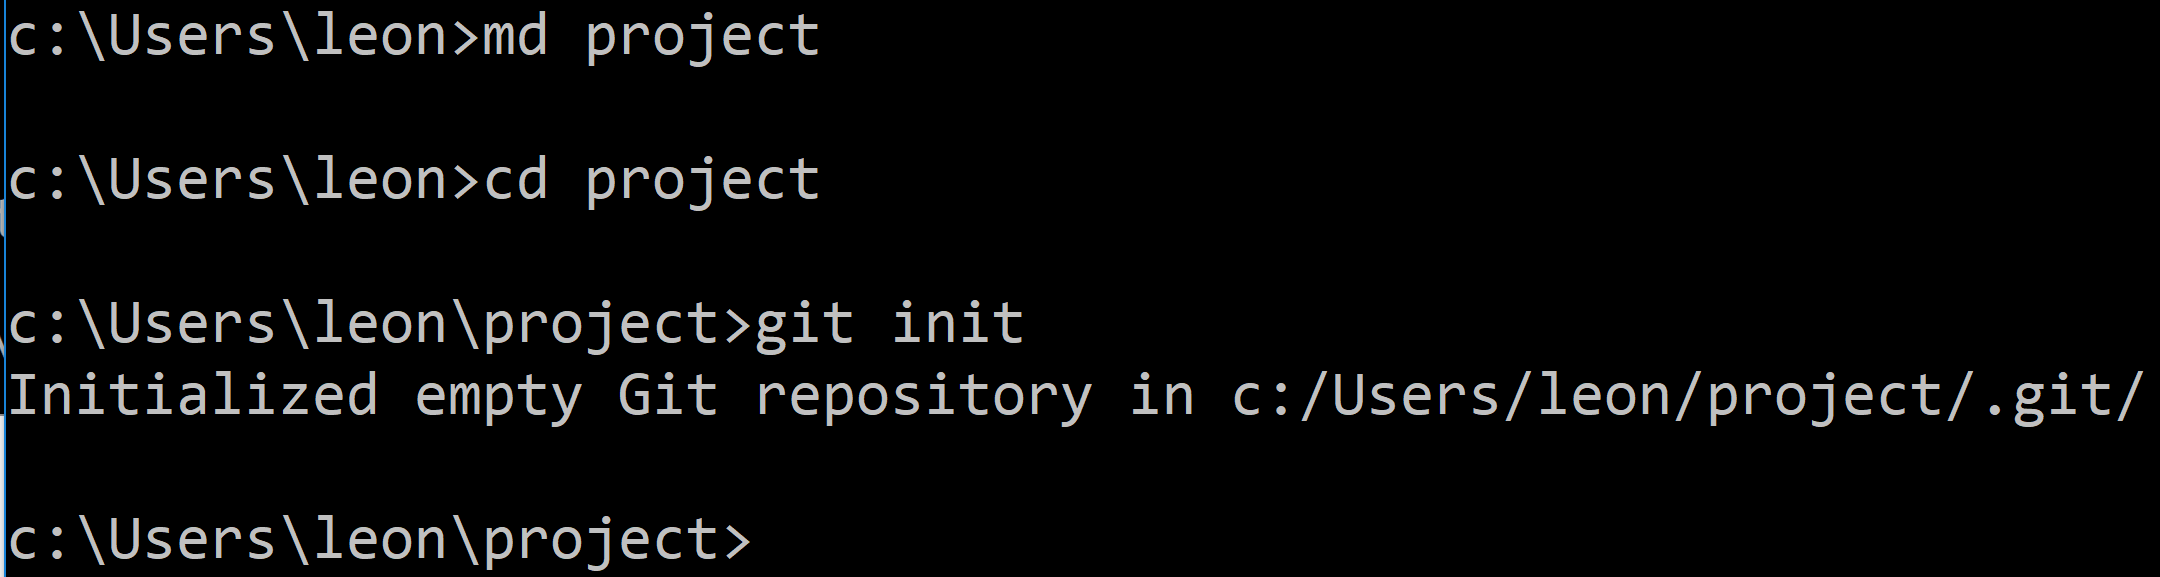 c:\Users\leon>md project
c:\Users\leon>cd project
c:\Users\leon\project>git init
Initialized empty Git repository in c:/Users/leon/project/.git/
c:\Users\leon\project>